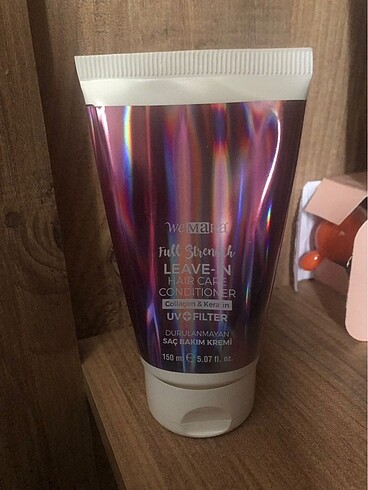 wemana
Full Strength
LEAVE-IN
HAIR CARE
CONDITIONER
Collagen & Keratin
UV+FILTER
DURULANMAYAN
SAÇ BAKIM KREMİ
150 ml ℮ 5.07 fl. oz.